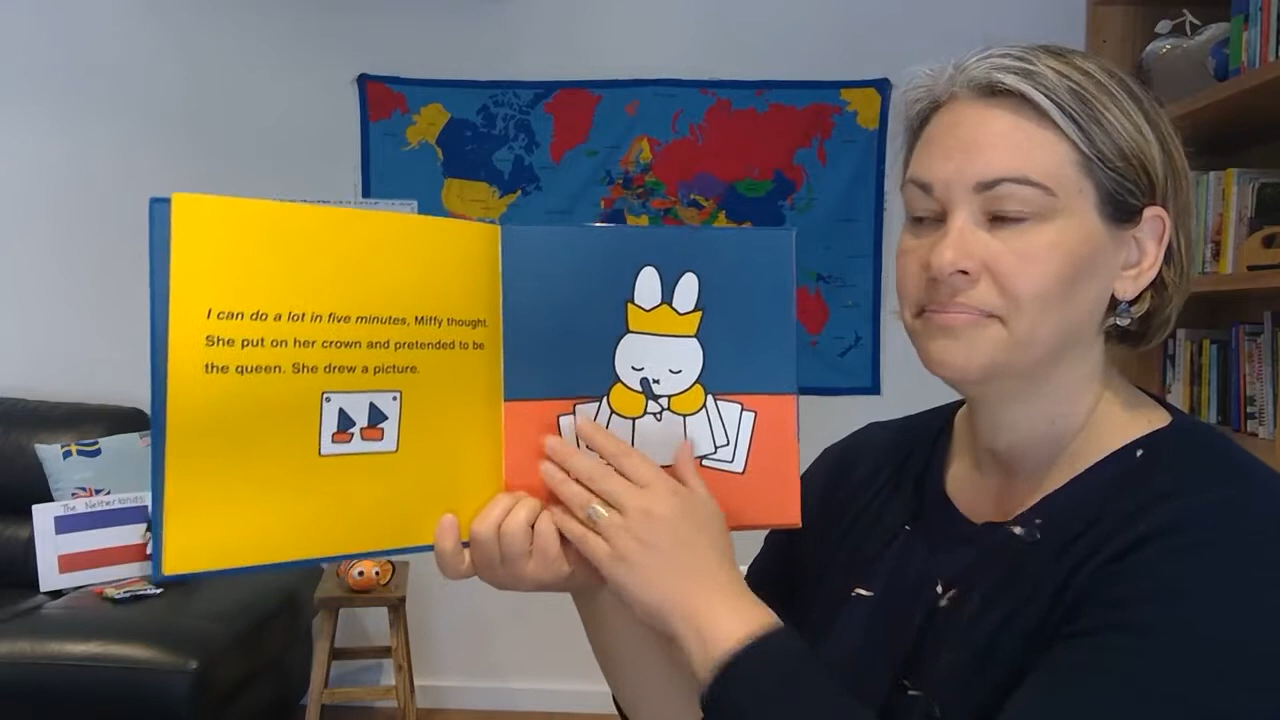 I can do a lot in five minutes, Miffy thought.
She put on her crown and pretended to be
the queen. She drew a picture.
The Netherlands